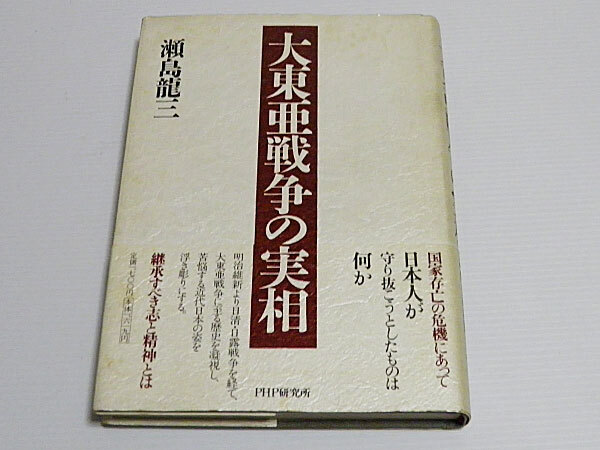 大東亜戦争の実相
瀬島龍三
国家存亡の危機にあって
日本人が
守り抜こうとしたものは
何か
明治維新より日清・日露戦争を経て、
大東亜戦争に至る歴史を凝視し、
苦悩する近代日本の姿を
浮き彫りにする。
継承すべき志と精神とは
PHP研究所